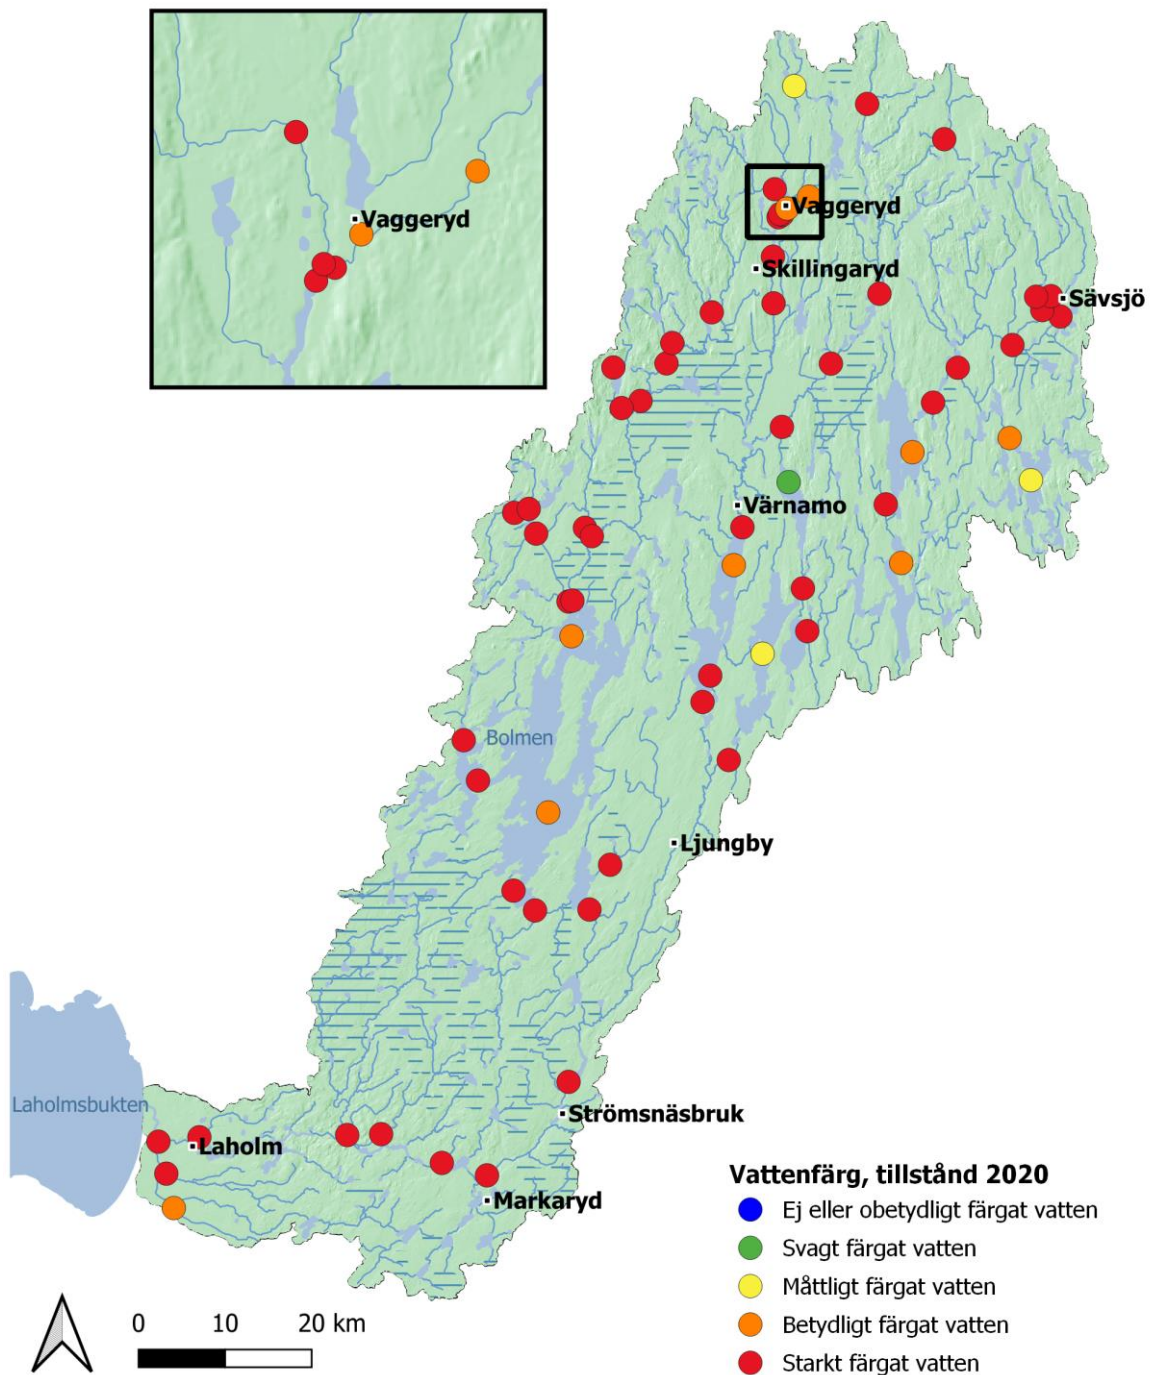 Vaggeryd
Vaggeryd
Skillingaryd
Sävsjö
Värnamo
Bolmen
Ljungby
Laholmsbukten
Strömsnäsbruk
Laholm
Markaryd
Vattenfärg, tillstånd 2020
Ej eller obetydligt färgat vatten
Svagt färgat vatten
Måttligt färgat vatten
Betydligt färgat vatten
Starkt färgat vatten
0 10 20 km